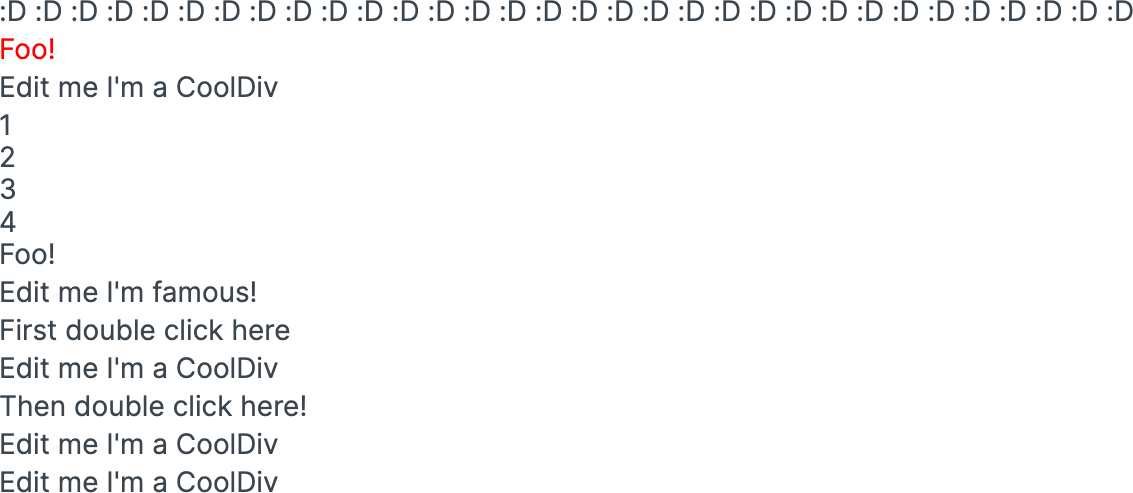 :D :D :D :D :D :D :D :D :D :D :D :D :D :D :D :D :D :D :D :D :D :D :D :D :D :D :D :D :D :D :D :D
Foo!
Edit me I'm a CoolDiv
1
2
3
4
Foo!
Edit me I'm famous!
First double click here
Edit me I'm a CoolDiv
Then double click here!
Edit me I'm a CoolDiv
Edit me I'm a CoolDiv